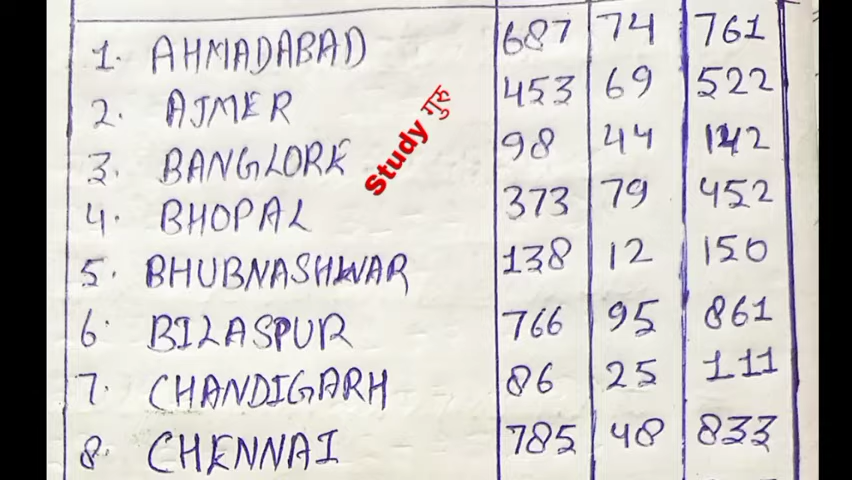 1. AHMADABAD 687 74 761
2. AJMER 453 69 522
3. BANGLORE 98 44 142
4. BHOPAL 373 79 452
5. BHUBNASHWAR 138 12 150
6. BILASPUR 766 95 861
7. CHANDIGARH 86 25 111
8. CHENNAI 785 48 833
Study गुरु